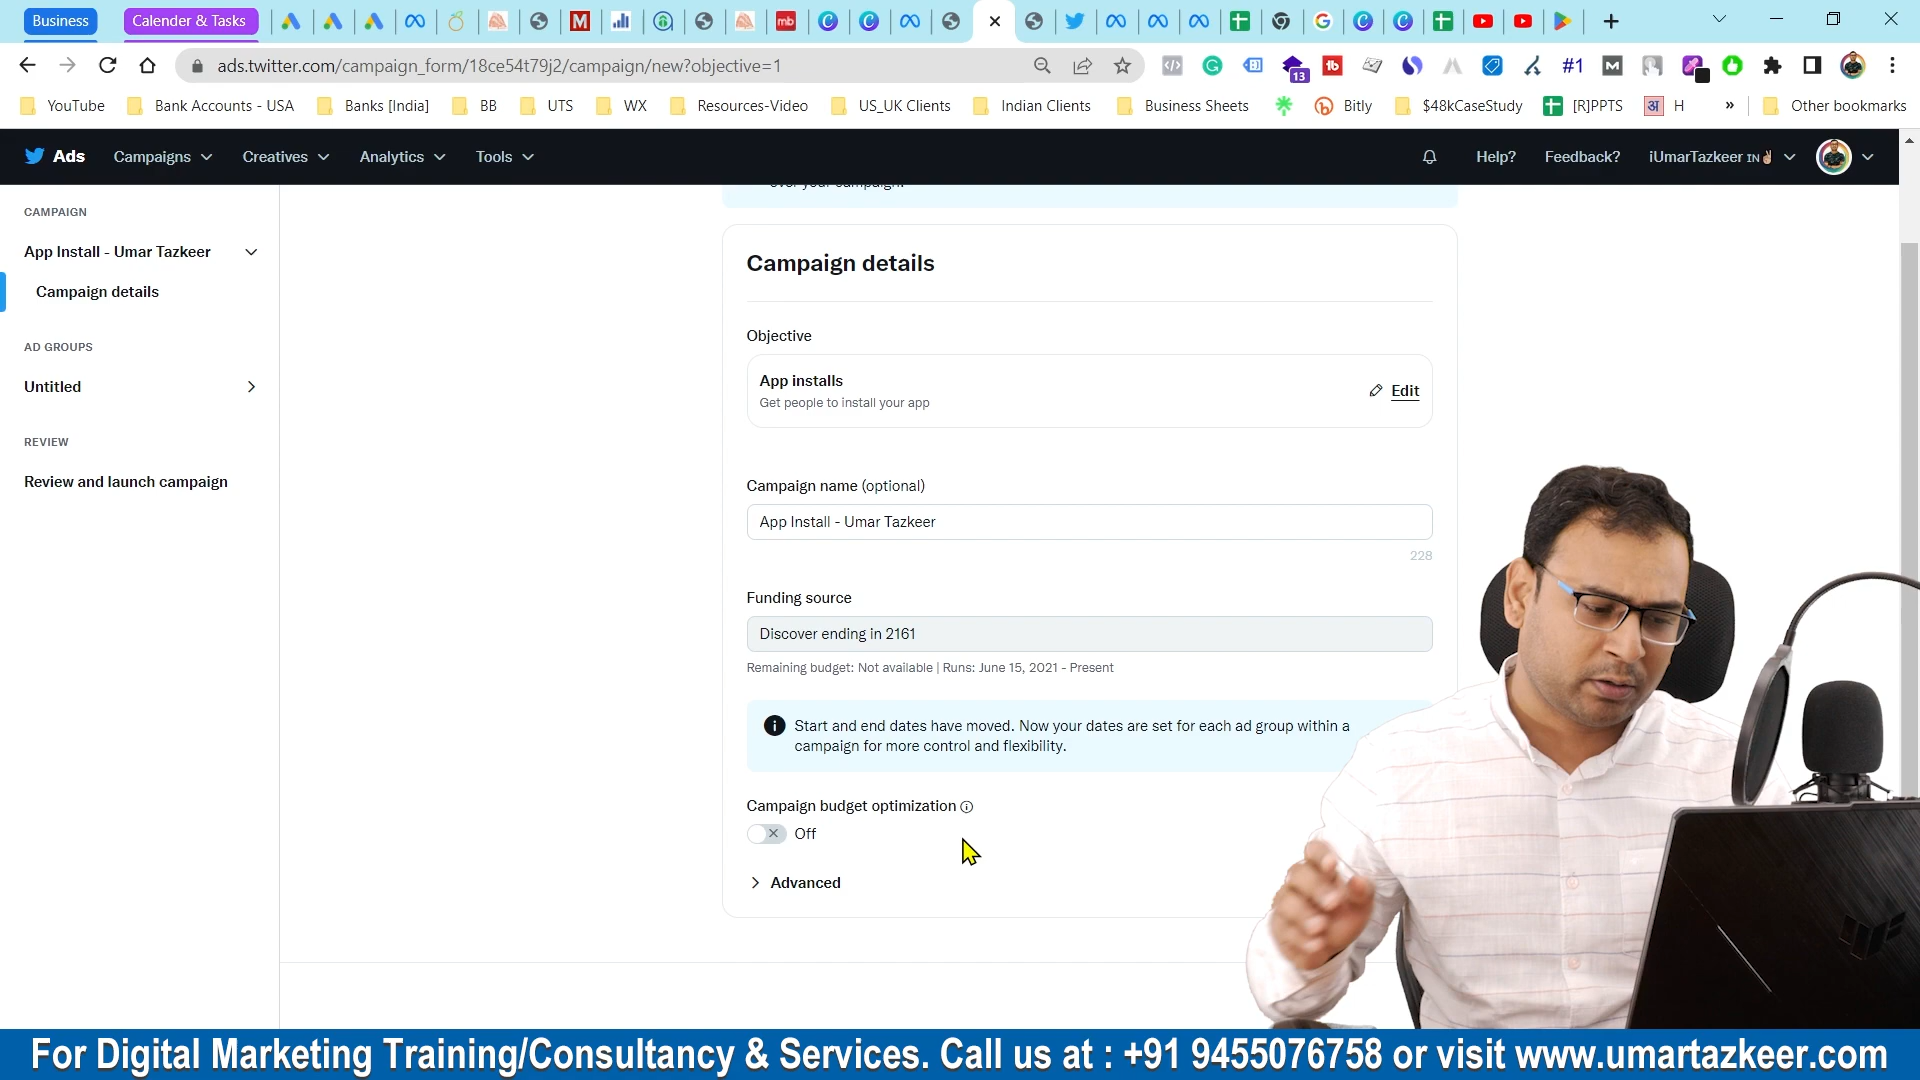 Business
Calender & Tasks
ads.twitter.com/campaign_form/18ce54t79j2/campaign/new?objective=1
13
#1
YouTube
Bank Accounts - USA
Banks [India]
BB
UTS
WX
Resources-Video
US_UK Clients
Indian Clients
Business Sheets
Bitly
$48kCaseStudy
[R]PPTS
अ
H
»
Other bookmarks
Ads
Campaigns
Creatives
Analytics
Tools
Help?
Feedback?
iUmarTazkeer IN✌
over your campaign.
CAMPAIGN
App Install - Umar Tazkeer
Campaign details
AD GROUPS
Untitled
REVIEW
Review and launch campaign
Campaign details
Objective
App installs
Get people to install your app
Edit
Campaign name (optional)
App Install - Umar Tazkeer
228
Funding source
Discover ending in 2161
Remaining budget: Not available | Runs: June 15, 2021 - Present
Start and end dates have moved. Now your dates are set for each ad group within a
campaign for more control and flexibility.
Campaign budget optimization
Off
Advanced
For Digital Marketing Training/Consultancy & Services. Call us at : +91 9455076758 or visit www.umartazkeer.com